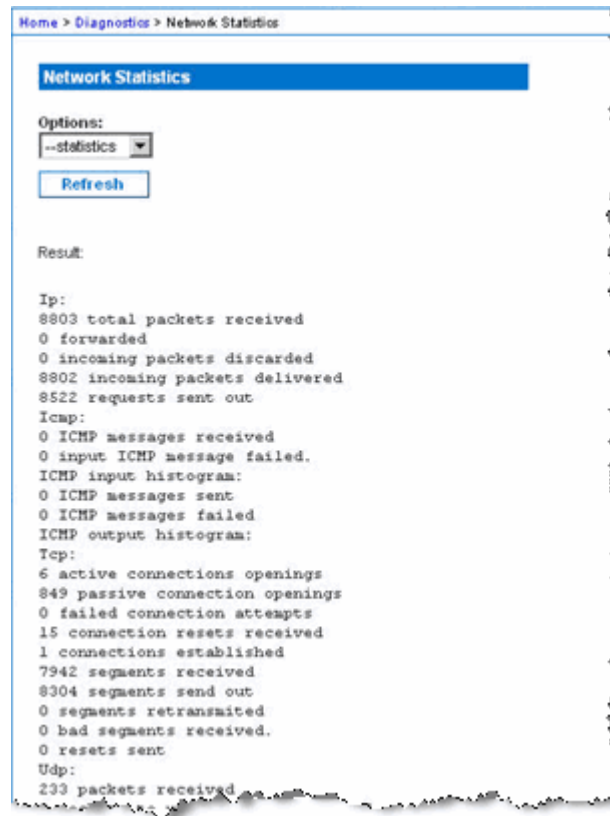 Home > Diagnostics > Network Statistics
Network Statistics
Options:
--statistics
Refresh
Result:
Ip:
8803 total packets received
0 forwarded
0 incoming packets discarded
8802 incoming packets delivered
8522 requests sent out
Icmp:
0 ICMP messages received
0 input ICMP message failed.
ICMP input histogram:
0 ICMP messages sent
0 ICMP messages failed
ICMP output histogram:
Tcp:
6 active connections openings
849 passive connection openings
0 failed connection attempts
15 connection resets received
1 connections established
7942 segments received
8304 segments send out
0 segments retransmited
0 bad segments received.
0 resets sent
Udp:
233 packets received